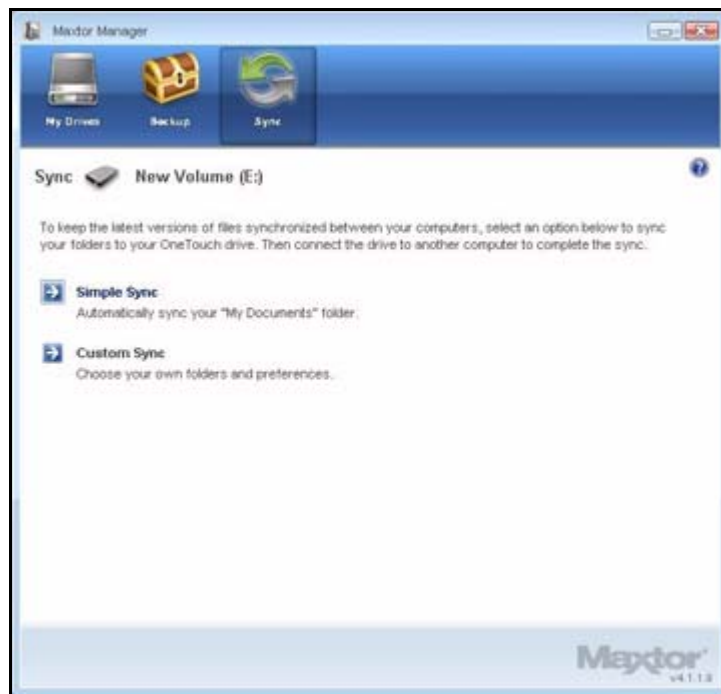 Maxtor Manager
My Drives
Backup
Sync
Sync New Volume (E:)
To keep the latest versions of files synchronized between your computers, select an option below to sync
your folders to your OneTouch drive. Then connect the drive to another computer to complete the sync.
Simple Sync
Automatically sync your "My Documents" folder.
Custom Sync
Choose your own folders and preferences.
Maxtor